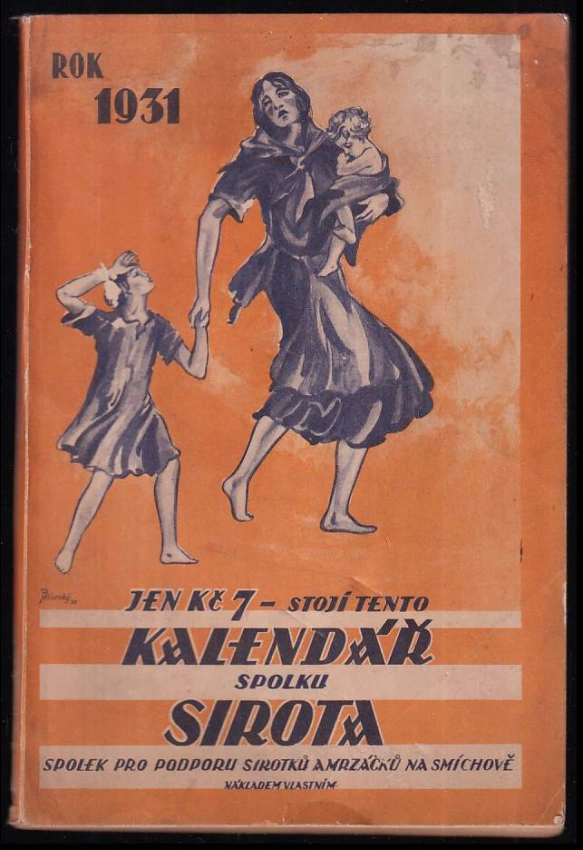 ROK
1931
JEN KČ 7- STOJÍ TENTO
KALENDÁŘ
SPOLKU
SIROTA
SPOLEK PRO PODPORU SIROTKŮ A MRZÁČKŮ NA SMÍCHOVĚ
NÁKLADEM VLASTNÍM.